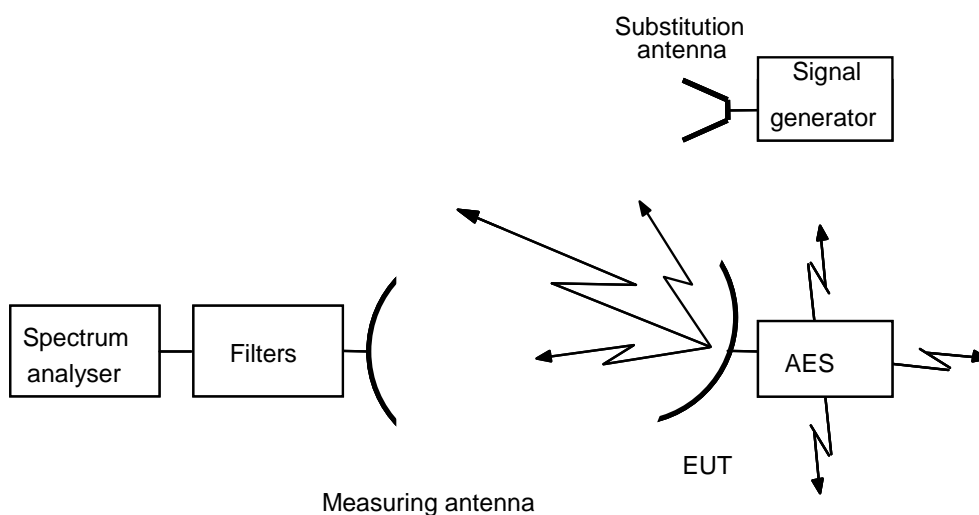 Substitution
antenna
Signal
generator
Spectrum
analyser
Filters
AES
EUT
Measuring antenna